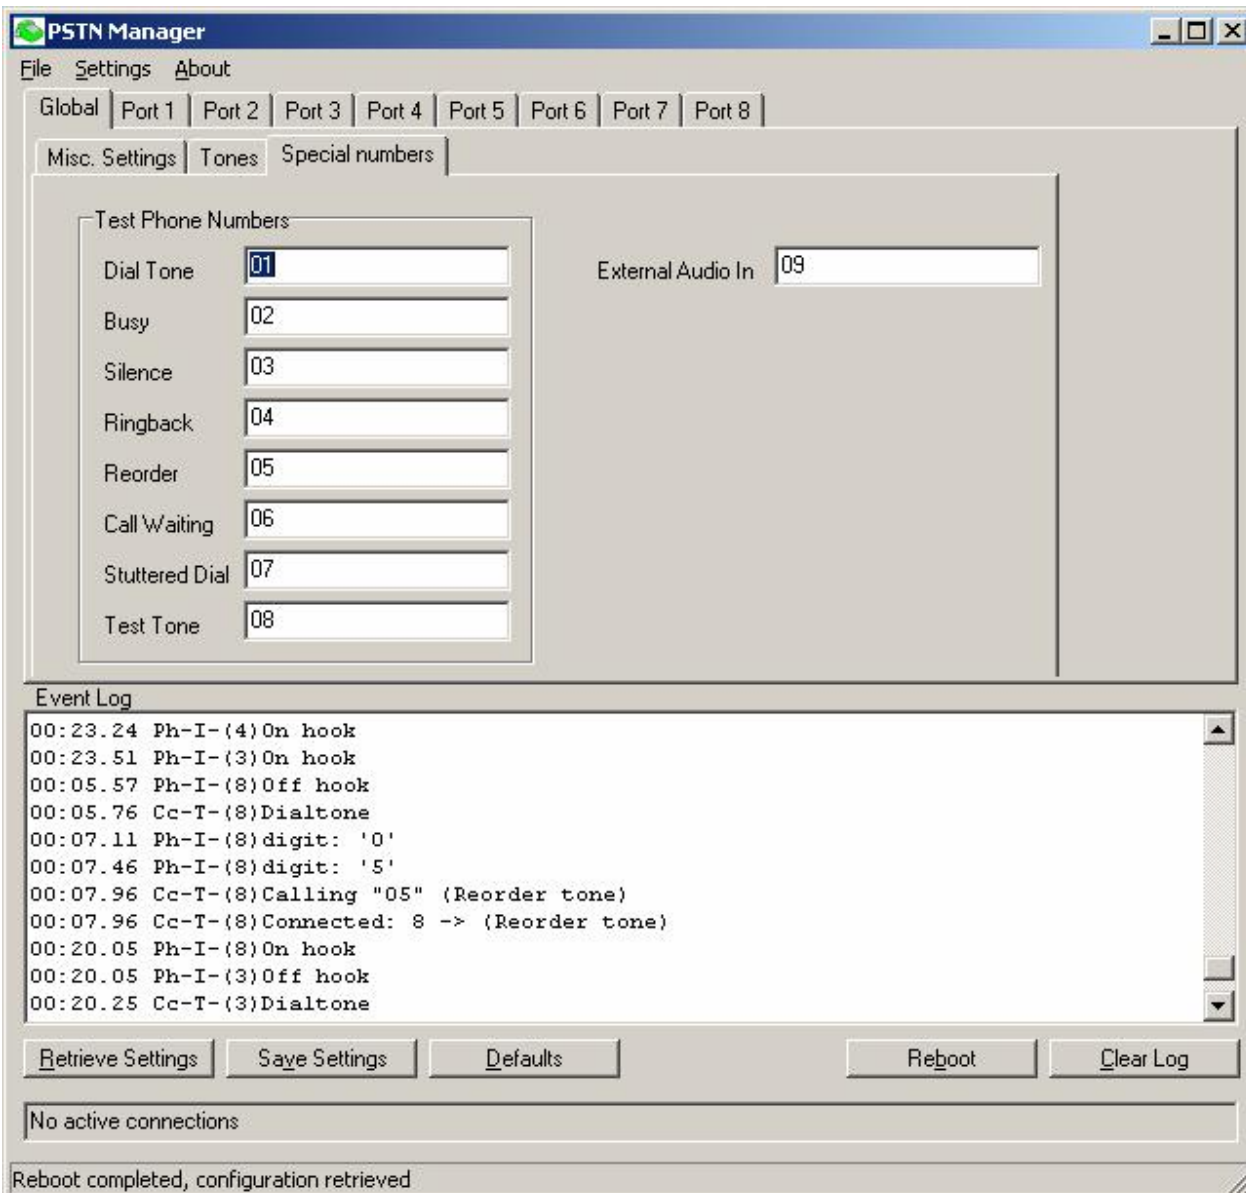 PSTN Manager
File Settings About
Global Port 1 Port 2 Port 3 Port 4 Port 5 Port 6 Port 7 Port 8
Misc. Settings Tones Special numbers
Test Phone Numbers
Dial Tone 01 External Audio In 09
Busy 02
Silence 03
Ringback 04
Reorder 05
Call Waiting 06
Stuttered Dial 07
Test Tone 08
Event Log
00:23.24 Ph-I-(4)On hook
00:23.51 Ph-I-(3)On hook
00:05.57 Ph-I-(8)Off hook
00:05.76 Cc-T-(8)Dialtone
00:07.11 Ph-I-(8)digit: '0'
00:07.46 Ph-I-(8)digit: '5'
00:07.96 Cc-T-(8)Calling "05" (Reorder tone)
00:07.96 Cc-T-(8)Connected: 8 -> (Reorder tone)
00:20.05 Ph-I-(8)On hook
00:20.05 Ph-I-(3)Off hook
00:20.25 Cc-T-(3)Dialtone
Retrieve Settings Save Settings Defaults Reboot Clear Log
No active connections
Reboot completed, configuration retrieved